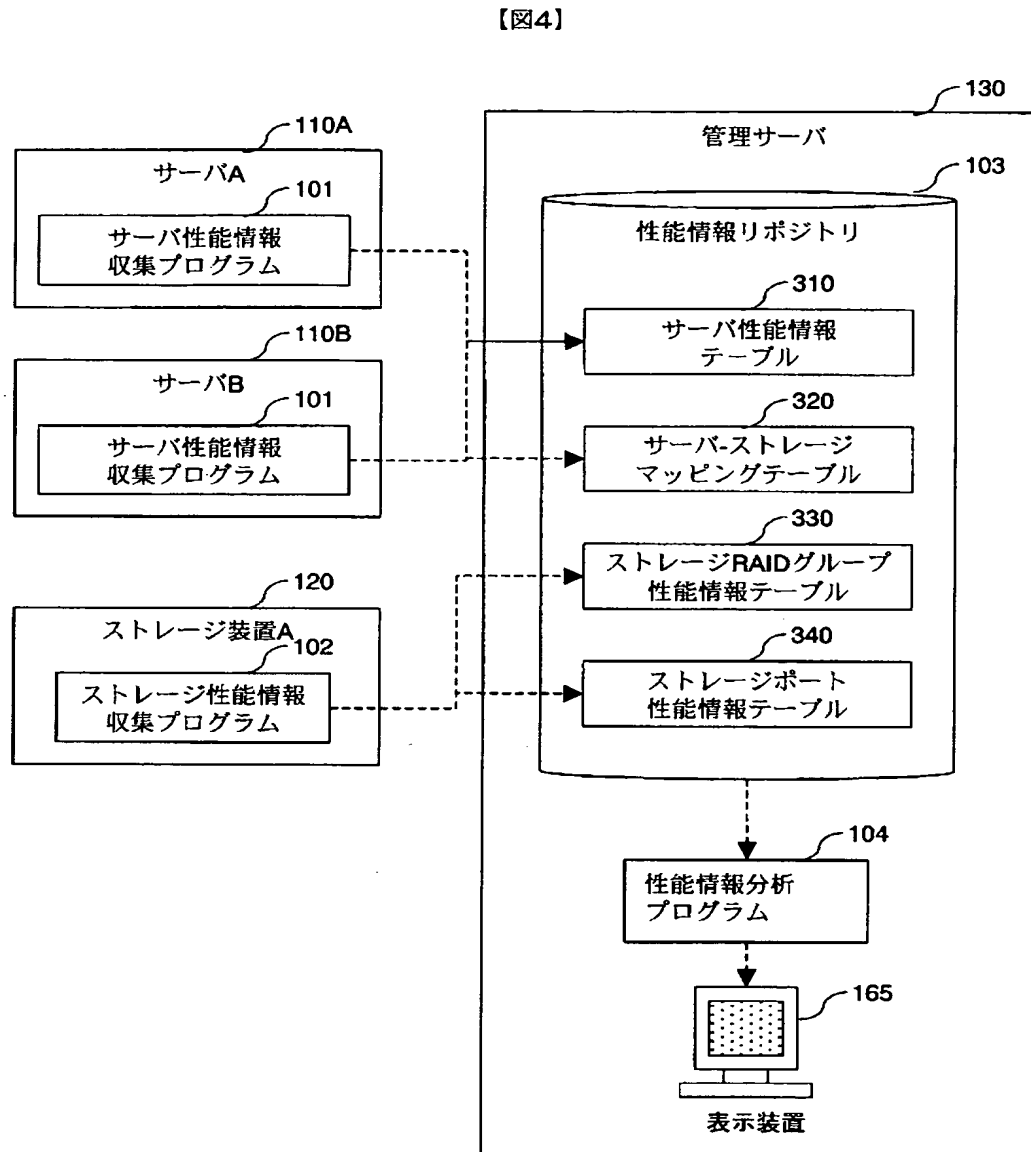 【図4】
130
管理サーバ
110A
サーバA
101
サーバ性能情報
収集プログラム
110B
サーバB
101
サーバ性能情報
収集プログラム
120
ストレージ装置A
102
ストレージ性能情報
収集プログラム
103
性能情報リポジトリ
310
サーバ性能情報
テーブル
320
サーバ-ストレージ
マッピングテーブル
330
ストレージRAIDグループ
性能情報テーブル
340
ストレージポート
性能情報テーブル
104
性能情報分析
プログラム
165
表示装置